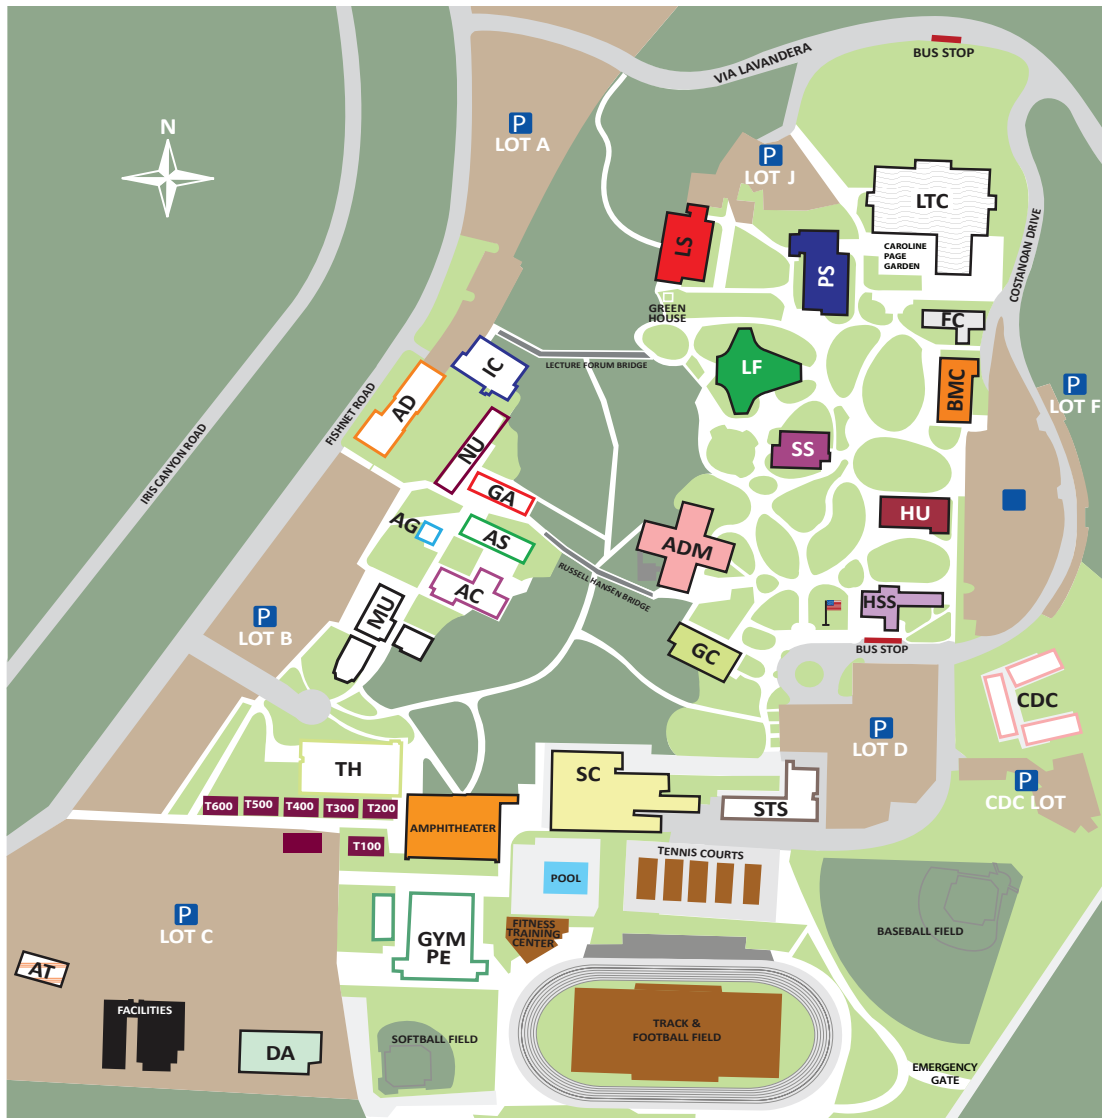 BUS STOP
VIA LAVANDERA
P
LOT A
N
P
LOT J
LTC
LS
PS
CAROLINE
PAGE
GARDEN
COSTANOAN DRIVE
GREEN
HOUSE
FC
IC
LECTURE FORUM BRIDGE
LF
BMC
P
LOT F
AD
FISHNET ROAD
NU
SS
IRIS CANYON ROAD
GA
HU
AG
AS
ADM
RUSSELL HANSEN BRIDGE
AC
MU
HSS
P
LOT B
BUS STOP
GC
CDC
P
LOT D
TH
SC
P
CDC LOT
T600
T500
T400
T300
T200
STS
AMPHITHEATER
T100
TENNIS COURTS
POOL
P
LOT C
FITNESS
TRAINING
CENTER
BASEBALL FIELD
GYM
PE
AT
FACILITIES
TRACK &
FOOTBALL FIELD
SOFTBALL FIELD
DA
EMERGENCY
GATE